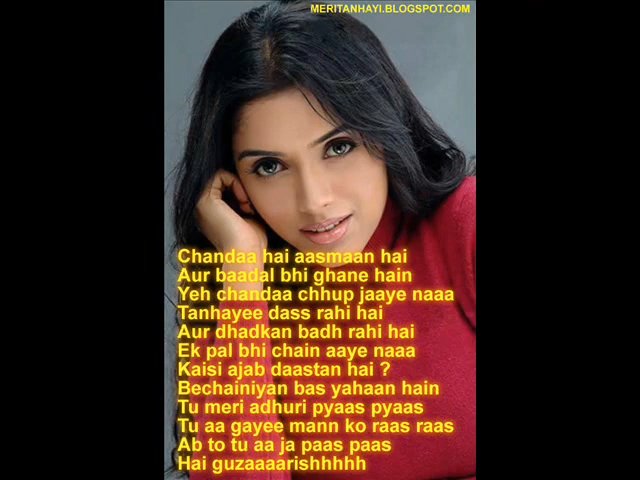 MERITANHAYI.BLOGSPOT.COM
Chandaa hai aasmaan hai
Aur baadal bhi ghane hain
Yeh chandaa chhup jaaye naaa
Tanhayee dass rahi hai
Aur dhadkan badh rahi hai
Ek pal bhi chain aaye naaa
Kaisi ajab daastan hai ?
Bechainiyan bas yahaan hain
Tu meri adhuri pyaas pyaas
Tu aa gayee mann ko raas raas
Ab to tu aa ja paas paas
Hai guzaaaarishhhhh